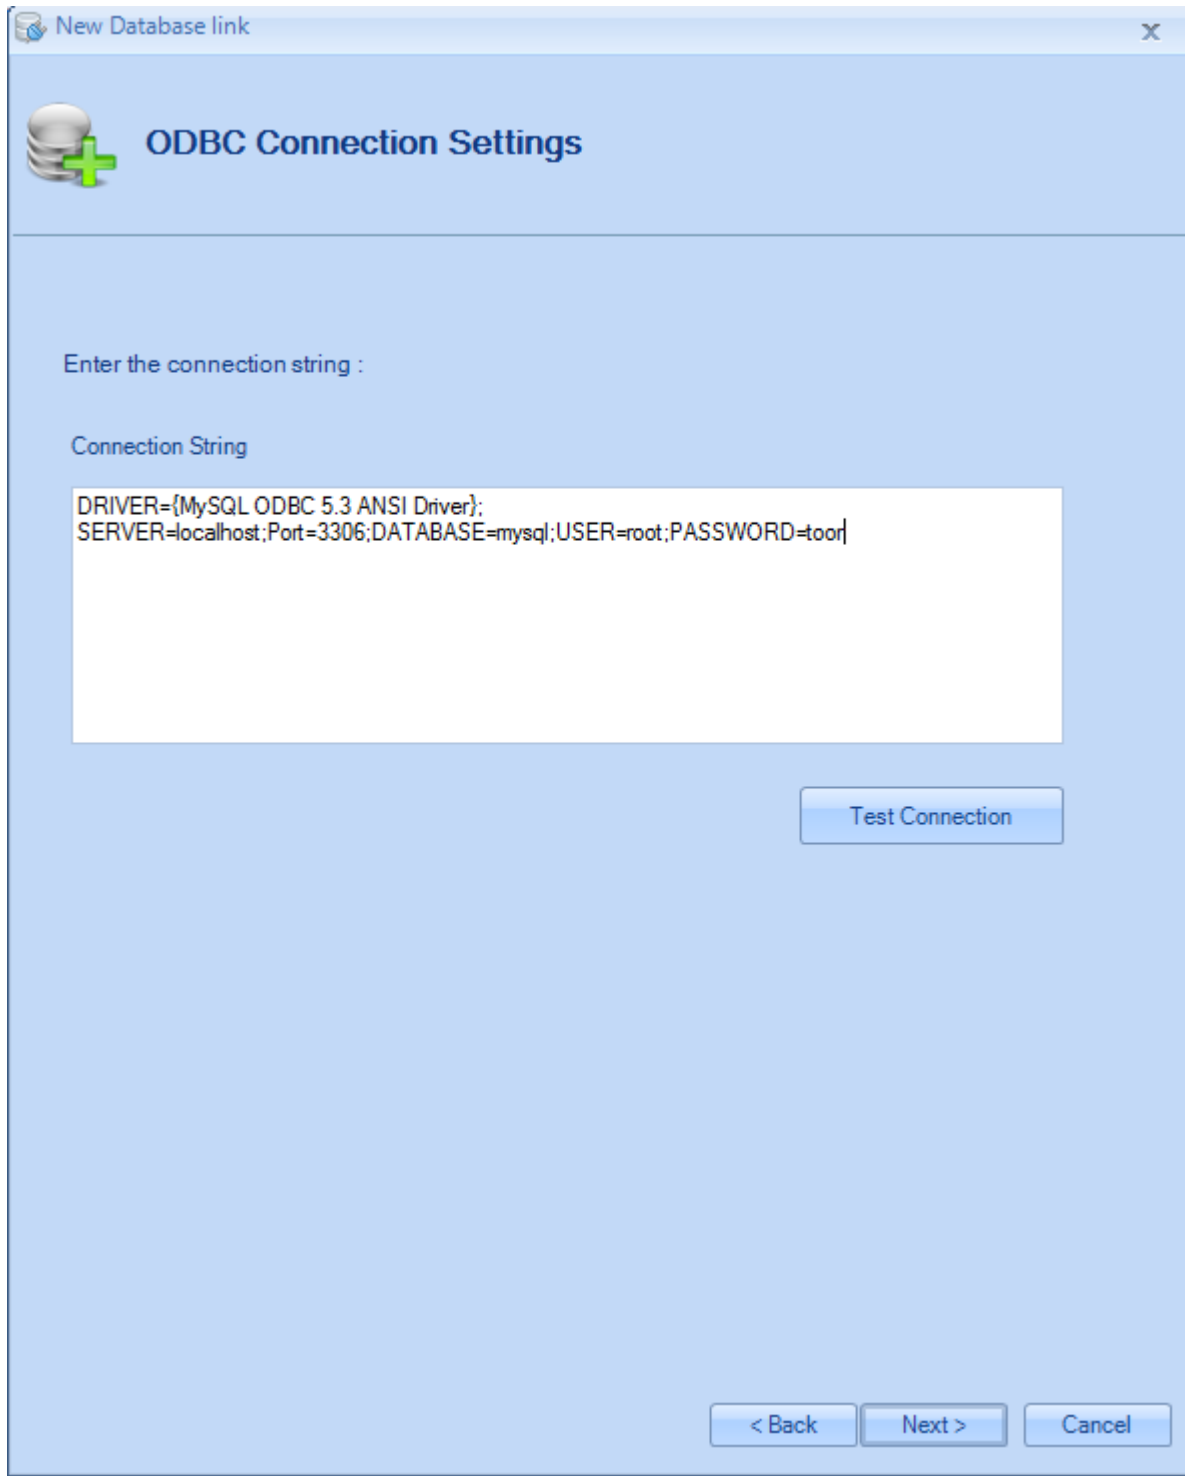 New Database link
x
ODBC Connection Settings
Enter the connection string :
Connection String
DRIVER={MySQL ODBC 5.3 ANSI Driver};
SERVER=localhost;Port=3306;DATABASE=mysql;USER=root;PASSWORD=toor
Test Connection
< Back Next > Cancel